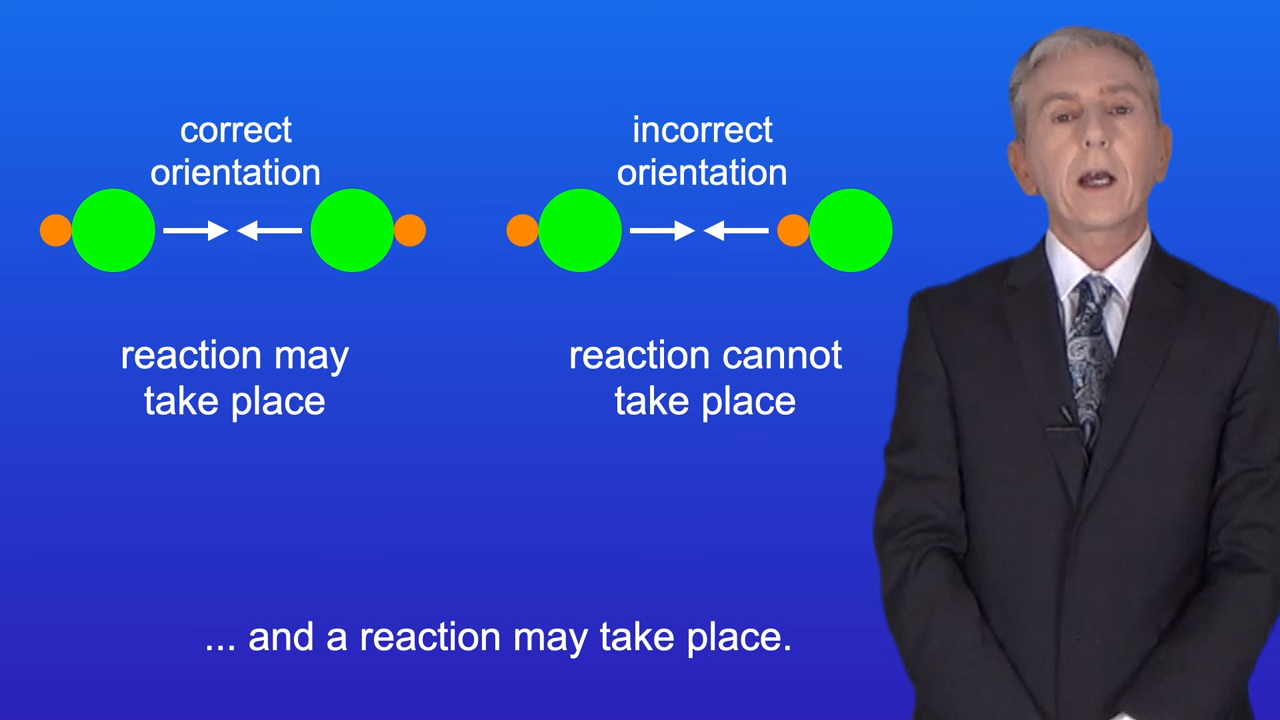 correct
orientation
incorrect
orientation
reaction may
take place
reaction cannot
take place
... and a reaction may take place.